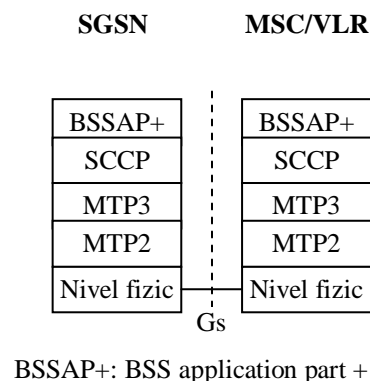 SGSN MSC/VLR
BSSAP+ BSSAP+
SCCP SCCP
MTP3 MTP3
MTP2 MTP2
Nivel fizic Nivel fizic
Gs
BSSAP+: BSS application part +